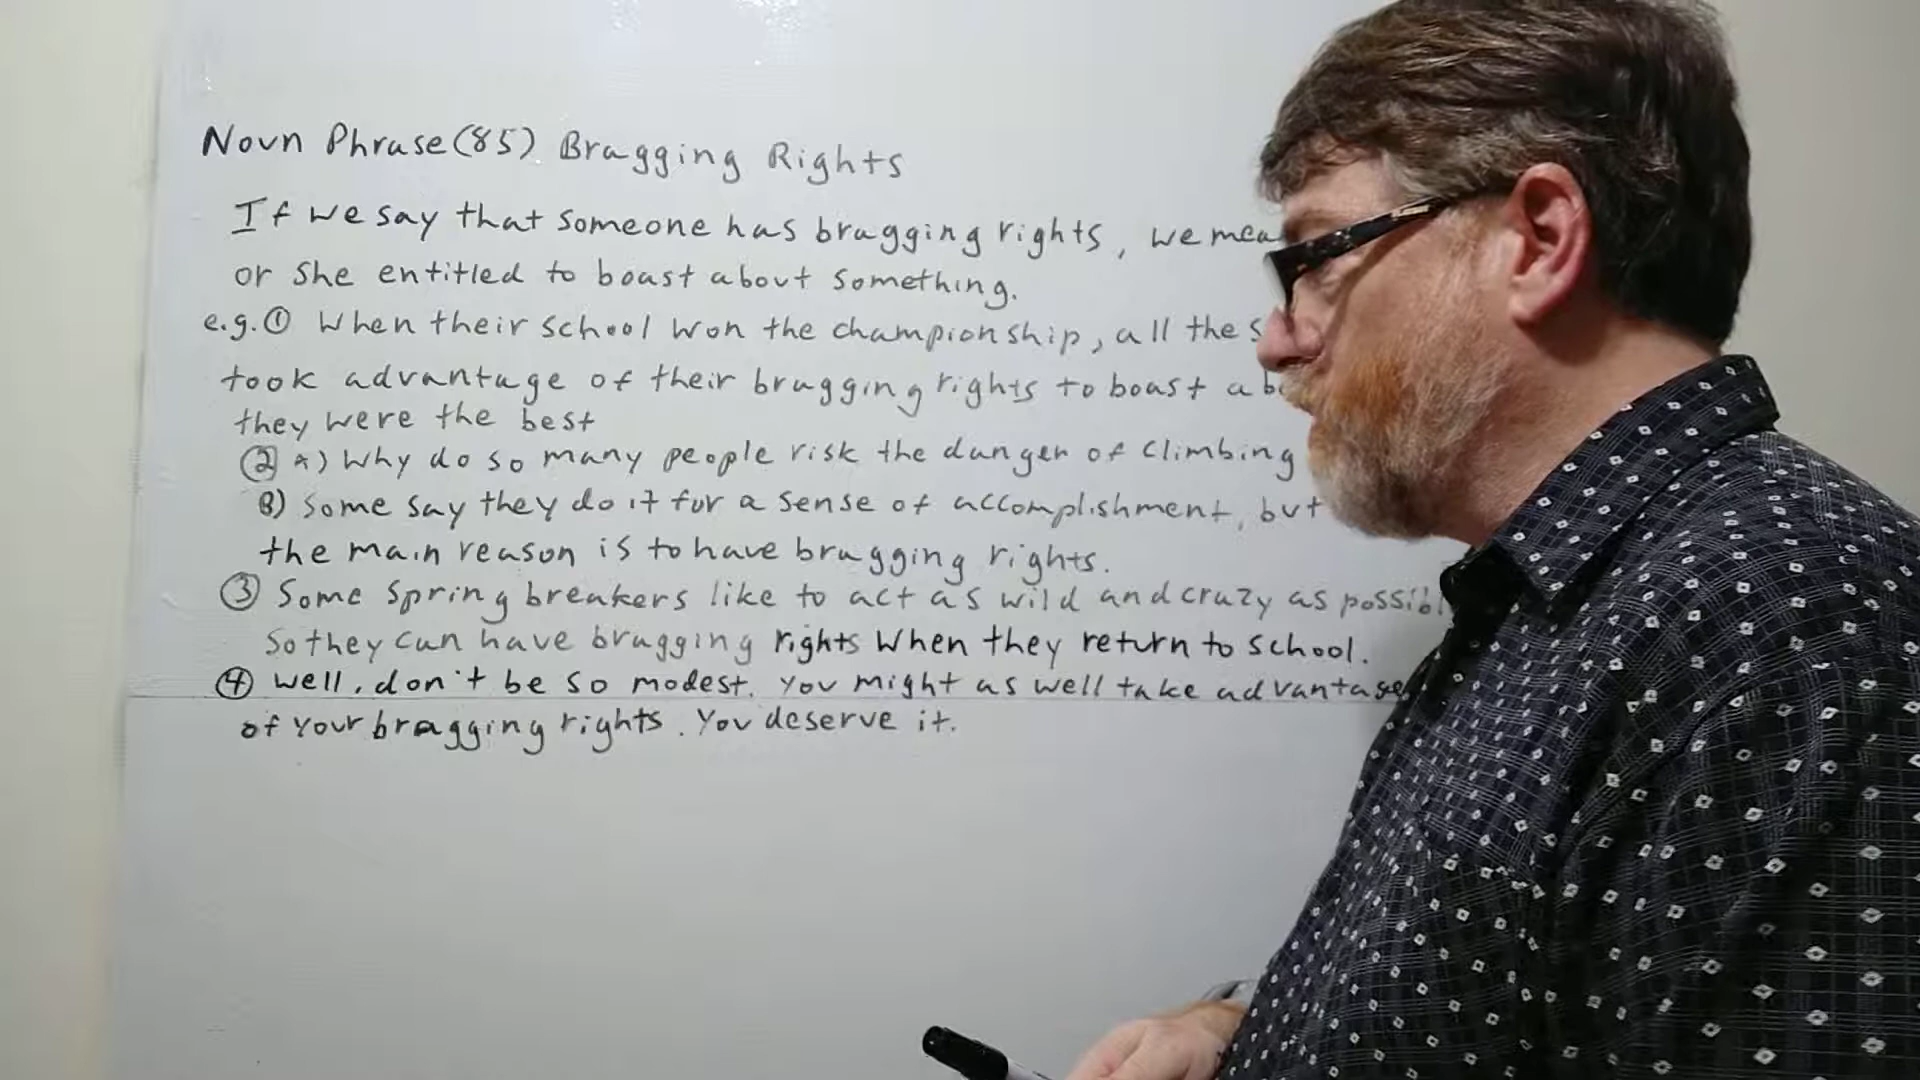 Noun Phrase (85) Bragging Rights
If we say that someone has bragging rights, we
or she entitled to boast about something.
e.g. ① When their school won the championship, all the
took advantage of their bragging rights to boast
they were the best
② A) Why do so many people risk the danger of climbing
B) Some say they do it for a sense of accomplishment, but
the main reason is to have bragging rights.
③ Some Spring breakers like to act as wild and crazy as
So they can have bragging rights When they return to school.
④ Well, don't be so modest. You might as well take advantage
of your bragging rights. You deserve it.